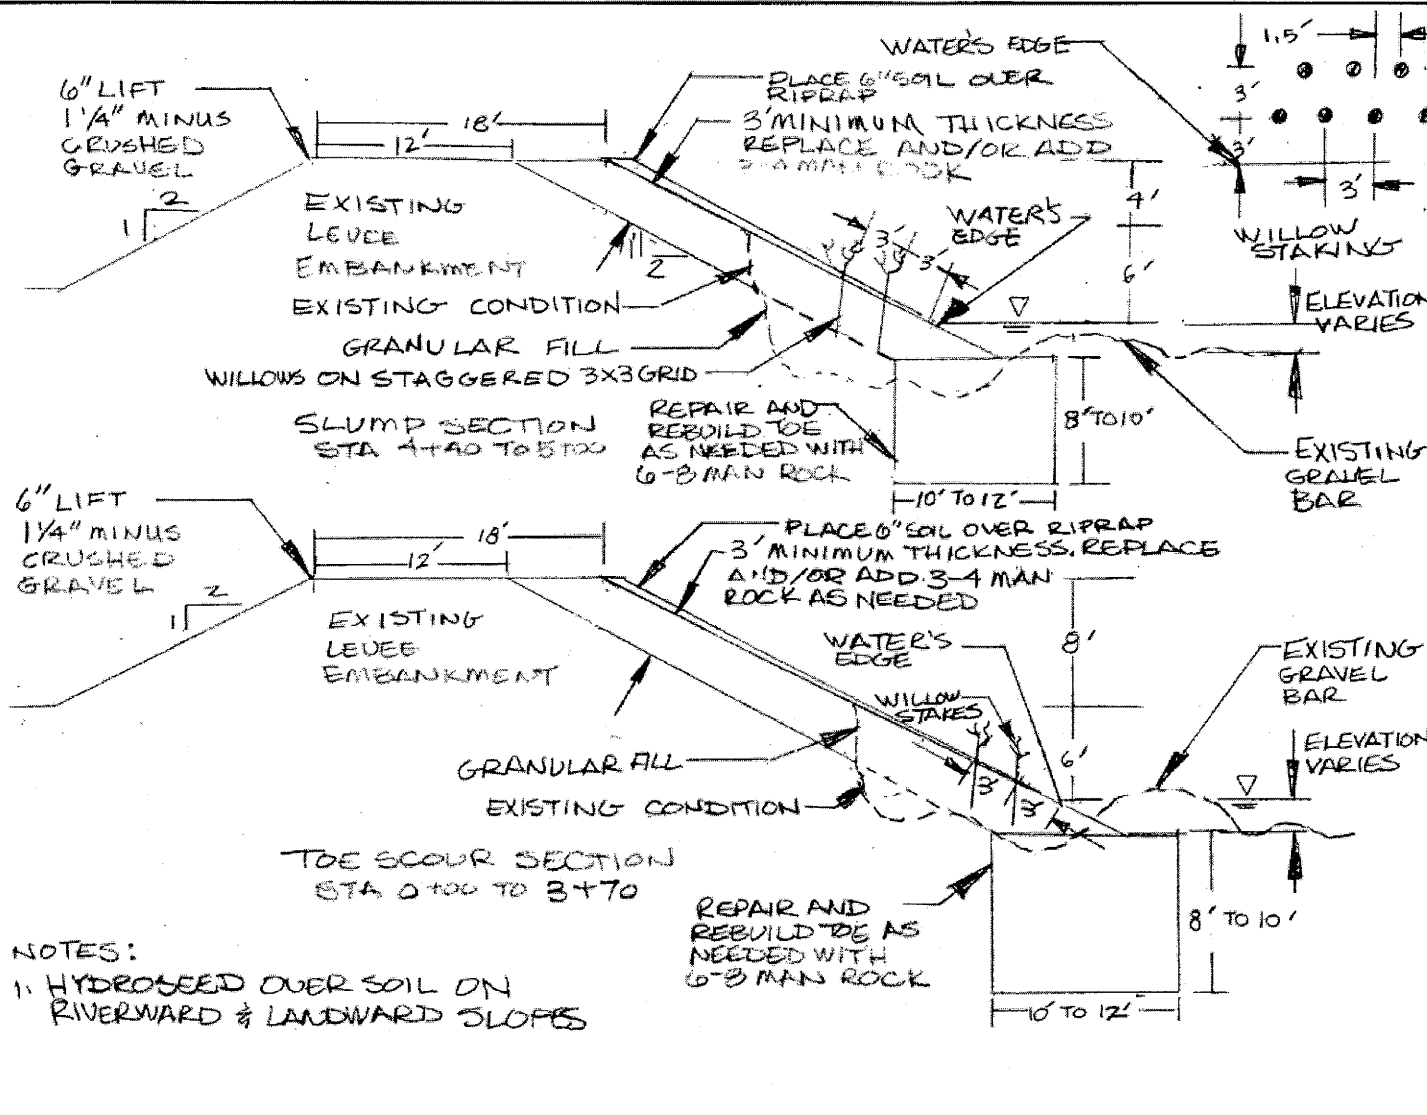 6" LIFT
1 1/4" MINUS
CRUSHED
GRAVEL
18'
12'
PLACE 6" SOIL OVER
RIPRAP
3' MINIMUM THICKNESS
REPLACE AND/OR ADD
MAN ROCK
WATER'S EDGE
1.5'
3'
3'
3'
WILLOW
STAKING
2
1
EXISTING
LEVEE
EMBANKMENT
1
2
WATER'S
EDGE
3'
3'
4'
6'
ELEVATION
VARIES
EXISTING CONDITION
GRANULAR FILL
WILLOWS ON STAGGERED 3X3 GRID
SLUMP SECTION
STA 4+40 TO 5+00
REPAIR AND
REBUILD TOE
AS NEEDED WITH
6-8 MAN ROCK
8' TO 10'
10' TO 12'
EXISTING
GRAVEL
BAR
6" LIFT
1 1/4" MINUS
CRUSHED
GRAVEL
18'
12'
PLACE 6" SOIL OVER RIPRAP
3' MINIMUM THICKNESS. REPLACE
AND/OR ADD 3-4 MAN
ROCK AS NEEDED
2
1
EXISTING
LEVEE
EMBANKMENT
WATER'S
EDGE
WILLOW
STAKES
3'
3'
8'
6'
EXISTING
GRAVEL
BAR
ELEVATION
VARIES
GRANULAR FILL
EXISTING CONDITION
TOE SCOUR SECTION
STA 0+00 TO 3+70
REPAIR AND
REBUILD TOE AS
NEEDED WITH
6-8 MAN ROCK
8' TO 10'
10' TO 12'
NOTES:
1. HYDROSEED OVER SOIL ON
RIVERWARD & LANDWARD SLOPES